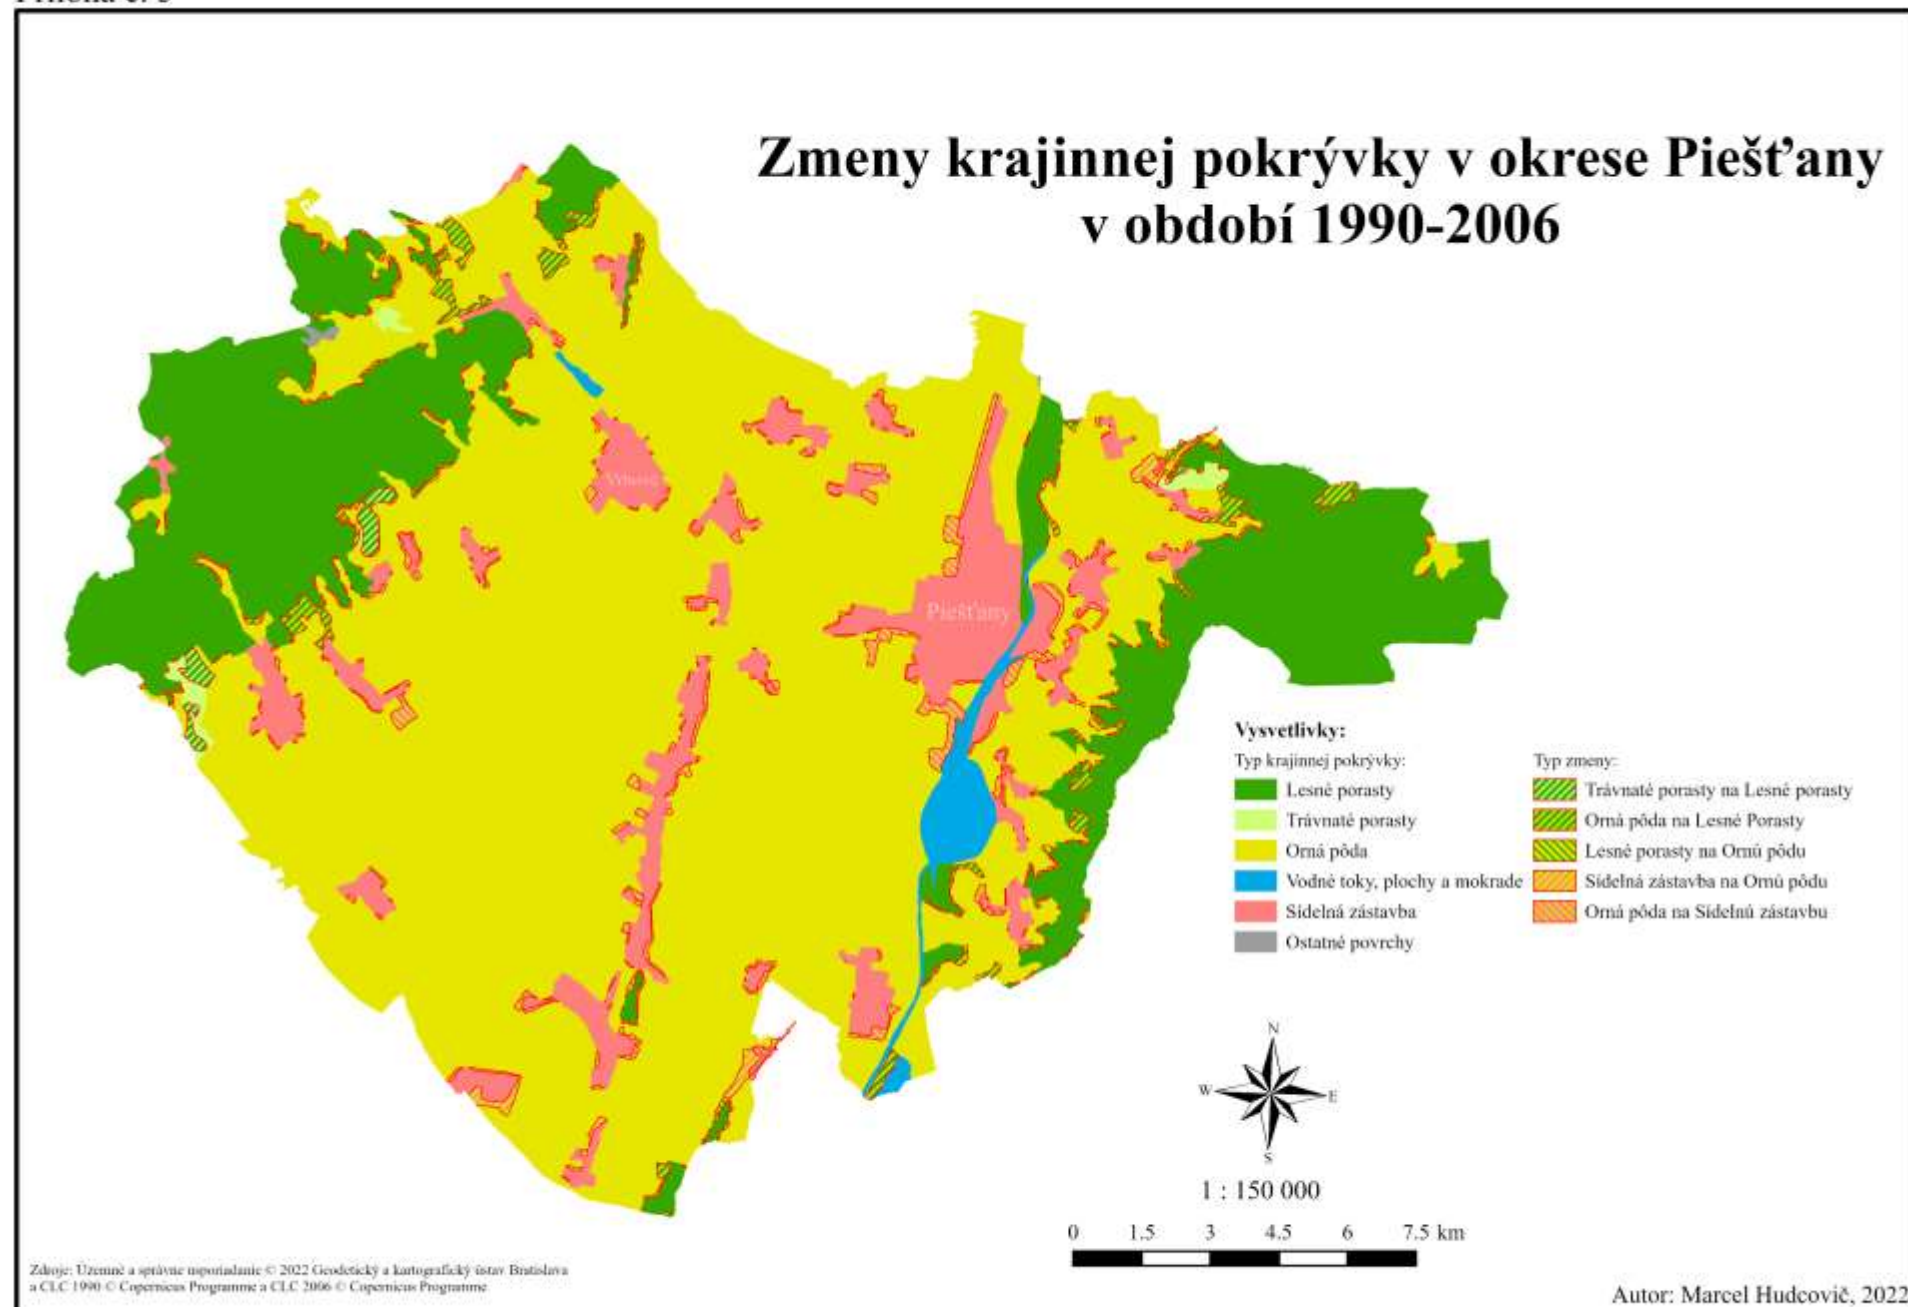 Zmeny krajinnej pokrývky v okrese Piešťany
v období 1990-2006
Vrbové
Piešťany
Vysvetlivky:
Typ krajinnej pokrývky:
Lesné porasty
Trávnaté porasty
Orná pôda
Vodné toky, plochy a mokrade
Sídelná zástavba
Ostatné povrchy
Typ zmeny:
Trávnaté porasty na Lesné porasty
Orná pôda na Lesné Porasty
Lesné porasty na Ornú pôdu
Sídelná zástavba na Ornú pôdu
Orná pôda na Sídelnú zástavbu
N
W
E
S
1 : 150 000
0 1.5 3 4.5 6 7.5 km
Zdroje: Územné a správne usporiadanie © 2022 Geodetický a kartografický ústav Bratislava
a CLC 1990 © Copernicus Programme a CLC 2006 © Copernicus Programme
Autor: Marcel Hudcovič, 2022